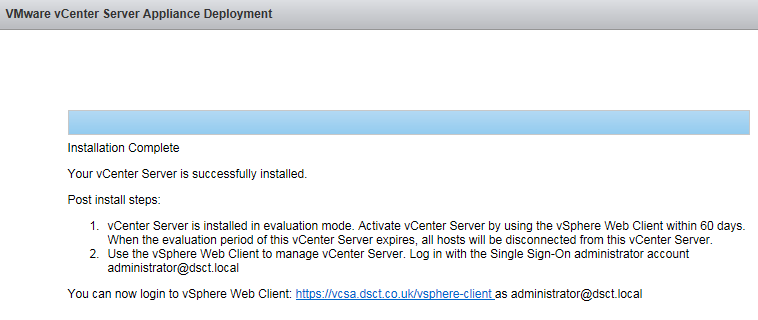 VMware vCenter Server Appliance Deployment
Installation Complete
Your vCenter Server is successfully installed.
Post install steps:
1. vCenter Server is installed in evaluation mode. Activate vCenter Server by using the vSphere Web Client within 60 days.
When the evaluation period of this vCenter Server expires, all hosts will be disconnected from this vCenter Server.
2. Use the vSphere Web Client to manage vCenter Server. Log in with the Single Sign-On administrator account
administrator@dsct.local
You can now login to vSphere Web Client: https://vcsa.dsct.co.uk/vsphere-client as administrator@dsct.local